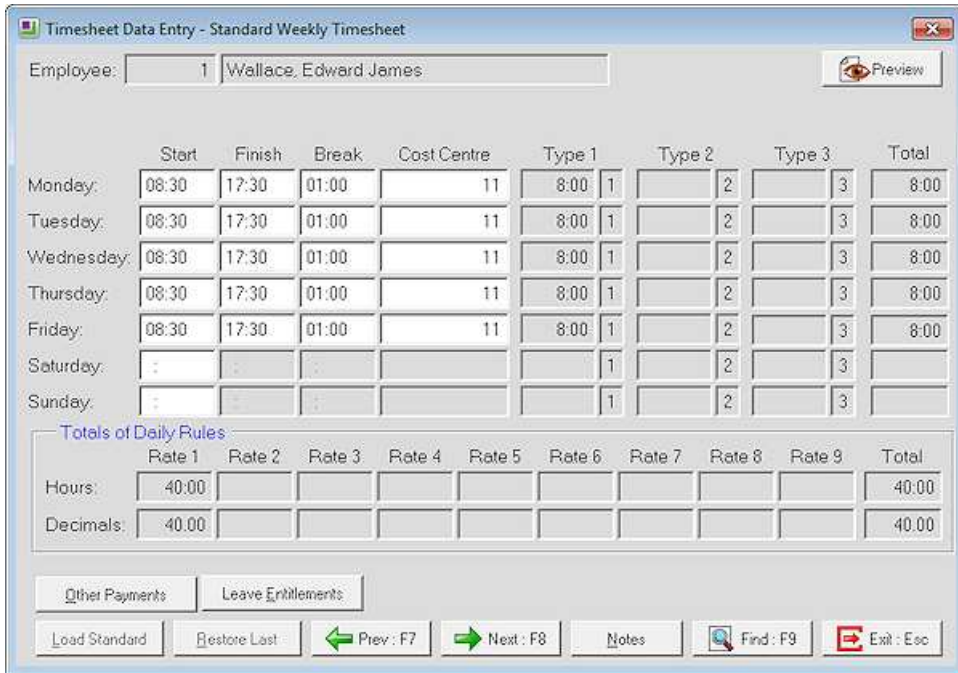 Timesheet Data Entry - Standard Weekly Timesheet
Employee: 1 Wallace, Edward James Preview
Start Finish Break Cost Centre Type 1 Type 2 Type 3 Total
Monday: 08:30 17:30 01:00 11 8:00 1 2 3 8:00
Tuesday: 08:30 17:30 01:00 11 8:00 1 2 3 8:00
Wednesday: 08:30 17:30 01:00 11 8:00 1 2 3 8:00
Thursday: 08:30 17:30 01:00 11 8:00 1 2 3 8:00
Friday: 08:30 17:30 01:00 11 8:00 1 2 3 8:00
Saturday: : : : 1 2 3
Sunday: : : : 1 2 3
Totals of Daily Rules
Rate 1 Rate 2 Rate 3 Rate 4 Rate 5 Rate 6 Rate 7 Rate 8 Rate 9 Total
Hours: 40:00 40:00
Decimals: 40.00 40.00
Other Payments Leave Entitlements
Load Standard Restore Last Prev : F7 Next : F8 Notes Find : F9 Exit : Esc